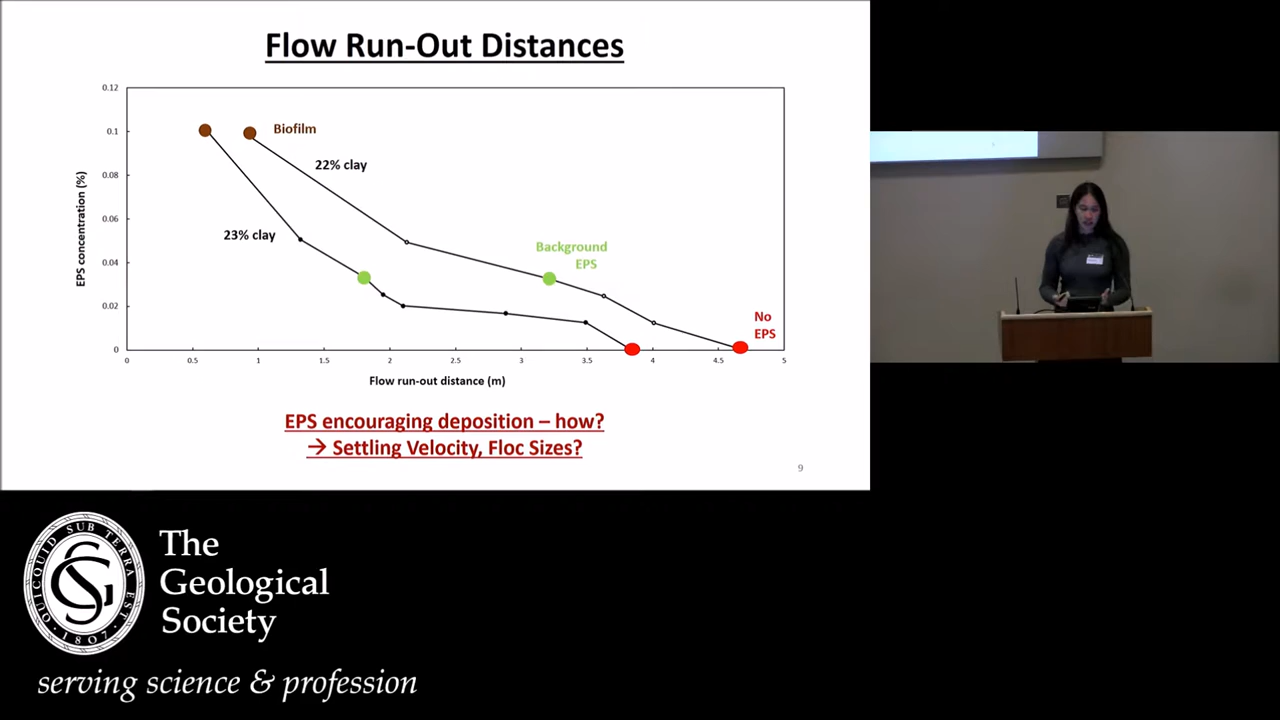 Flow Run-Out Distances
0.12
0.1
0.08
0.06
0.04
0.02
0
EPS concentration (%)
Biofilm
22% clay
23% clay
Background
EPS
No
EPS
0
0.5
1
1.5
2
2.5
3
3.5
4
4.5
5
Flow run-out distance (m)
EPS encouraging deposition – how?
→ Settling Velocity, Floc Sizes?
9
QUICQUID SUB TERRA EST
1807
The
Geological
Society
serving science & profession